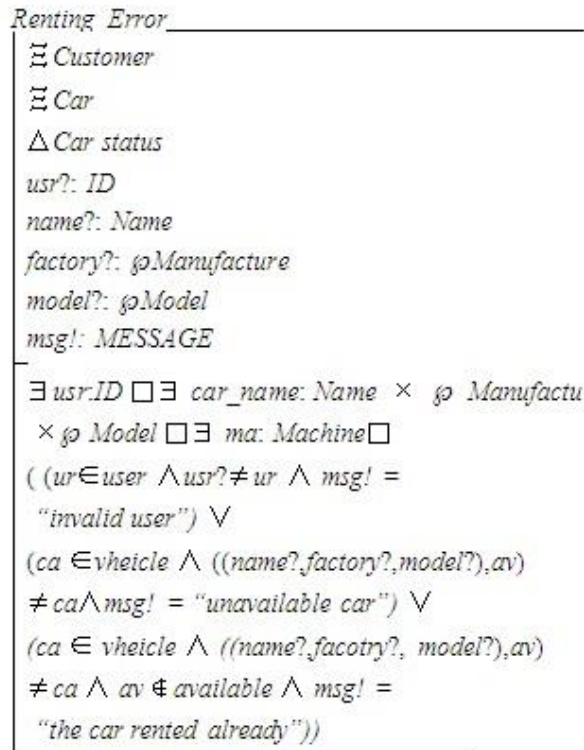 Renting Error
Ξ Customer
Ξ Car
Δ Car status
usr?: ID
name?: Name
factory?: ℘Manufacture
model?: ℘Model
msg!: MESSAGE
∃ usr:ID □ ∃ car_name: Name × ℘ Manufactu
× ℘ Model □ ∃ ma: Machine □
( (ur∈user ∧ usr?≠ur ∧ msg! =
“invalid user”) ∨
(ca ∈ vheicle ∧ ((name?,factory?,model?),av)
≠ ca ∧ msg! = “unavailable car”) ∨
(ca ∈ vheicle ∧ ((name?,facotry?, model?),av)
≠ ca ∧ av ∉ available ∧ msg! =
“the car rented already”))